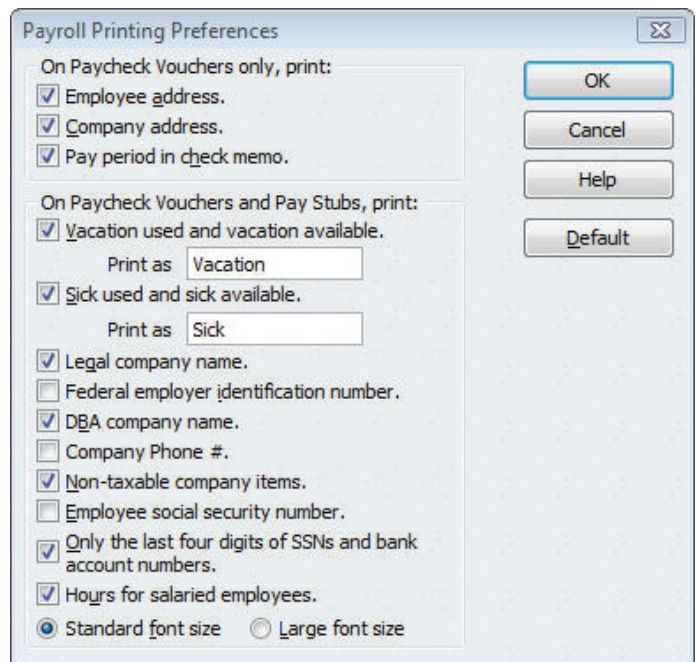 Payroll Printing Preferences
On Paycheck Vouchers only, print:
Employee address.
Company address.
Pay period in check memo.
OK
Cancel
Help
Default
On Paycheck Vouchers and Pay Stubs, print:
Vacation used and vacation available.
Print as Vacation
Sick used and sick available.
Print as Sick
Legal company name.
Federal employer identification number.
DBA company name.
Company Phone #.
Non-taxable company items.
Employee social security number.
Only the last four digits of SSNs and bank
account numbers.
Hours for salaried employees.
Standard font size Large font size